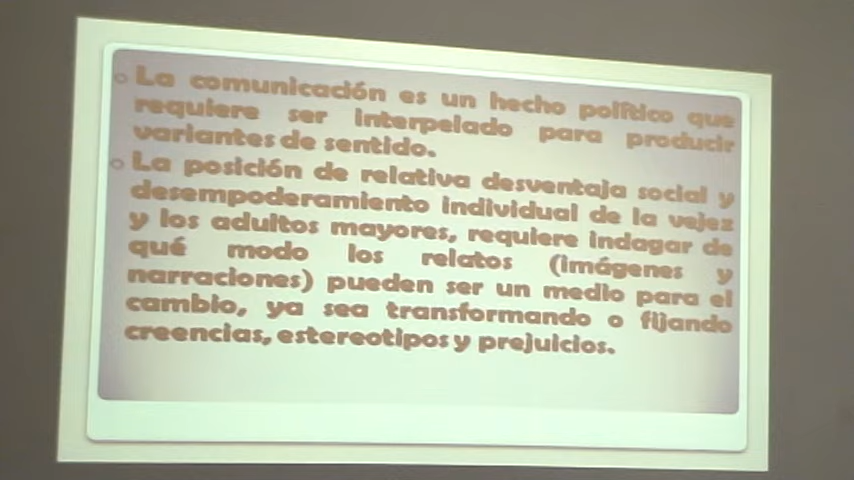 La comunicación es un hecho político que
requiere ser interpelado para producir
variantes de sentido.
La posición de relativa desventaja social y
desempoderamiento individual de la vejez
y los adultos mayores, requiere indagar de
qué modo los relatos (imágenes y
narraciones) pueden ser un medio para el
cambio, ya sea transformando o fijando
creencias, estereotipos y prejuicios.